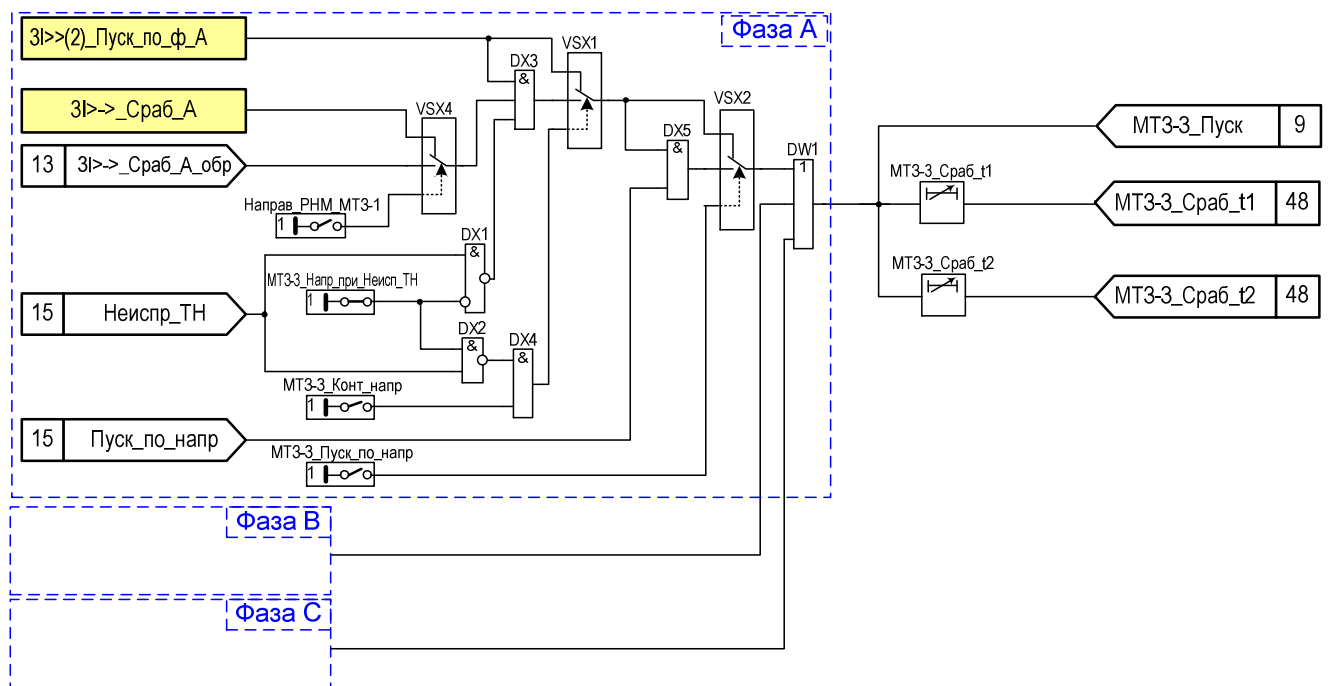 3I>>(2)_Пуск_по_ф_А
Фаза А
VSX1
DX3
&
3I>->_Сраб_А
VSX4
VSX2
МТЗ-3_Пуск
9
DX5
&
13
3I>->_Сраб_А_обр
DW1
1
МТЗ-3_Сраб_t1
МТЗ-3_Сраб_t1
48
Направ_РНМ_МТЗ-1
1
DX1
&
МТЗ-3_Напр_при_Неисп_ТН
1
МТЗ-3_Сраб_t2
МТЗ-3_Сраб_t2
48
15
Неиспр_ТН
DX2
&
DX4
&
МТЗ-3_Конт_напр
1
15
Пуск_по_напр
МТЗ-3_Пуск_по_напр
1
Фаза В
Фаза С